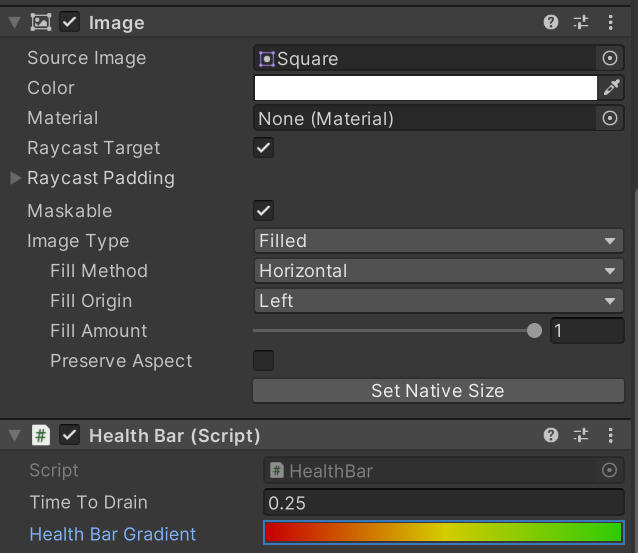 Image
Source Image Square
Color
Material None (Material)
Raycast Target
Raycast Padding
Maskable
Image Type Filled
Fill Method Horizontal
Fill Origin Left
Fill Amount 1
Preserve Aspect
Set Native Size
# Health Bar (Script)
Script # HealthBar
Time To Drain 0.25
Health Bar Gradient